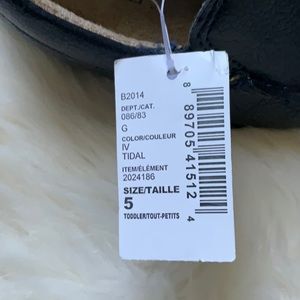 B2014
DEPT./CAT.
086/83
G
COLOR/COULEUR
IV
TIDAL
ITEM/ÉLÉMENT
2024186
SIZE/TAILLE
5
TODDLER/TOUT-PETITS
8 89705 41512 4